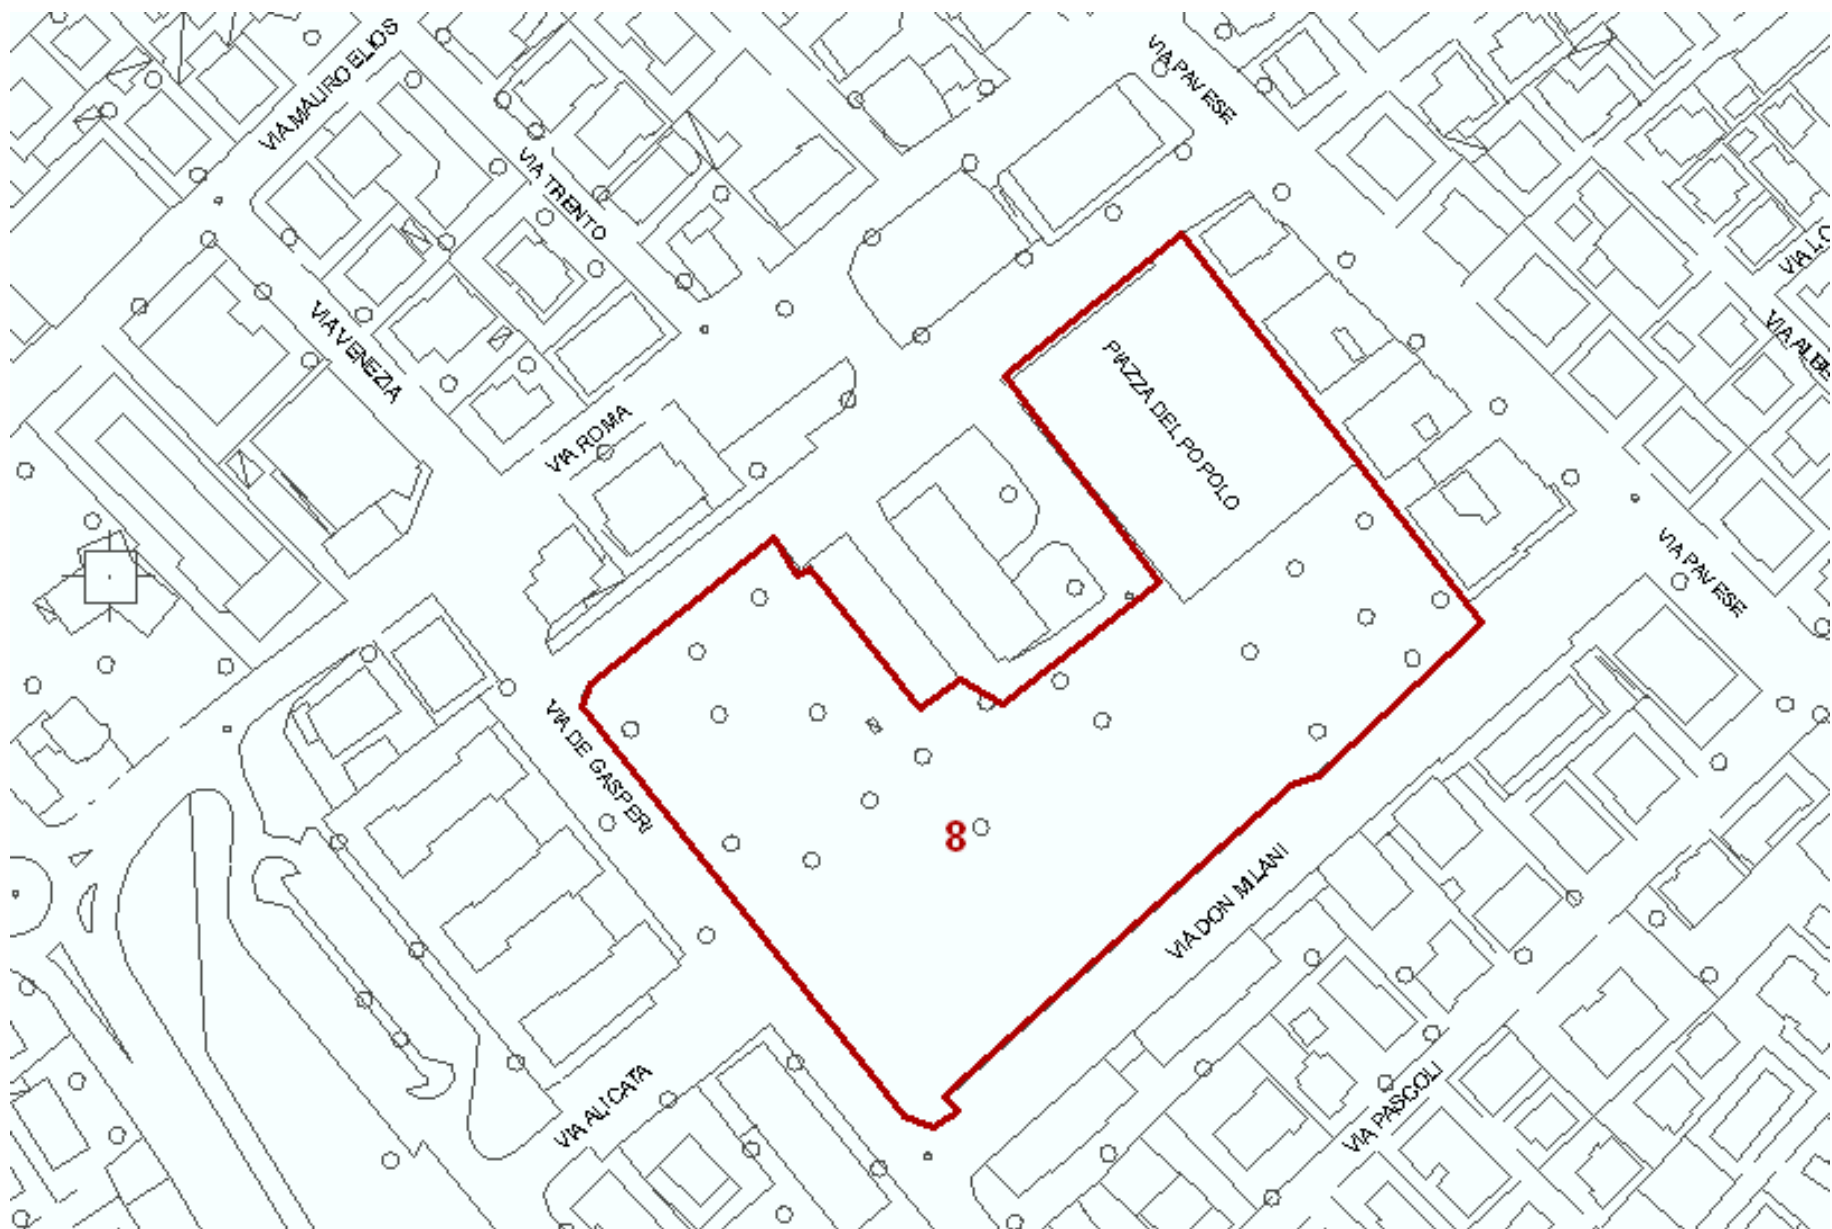 VIA MAURO ELIOS
VIA PAVESE
VIA TRENTO
VIA VENEZIA
VIA ROMA
PIAZZA DEL POPOLO
VIA PAVESE
VIA DE GASPERI
8
VIA DON MILANI
VIA ALICATA
VIA PASCOLI